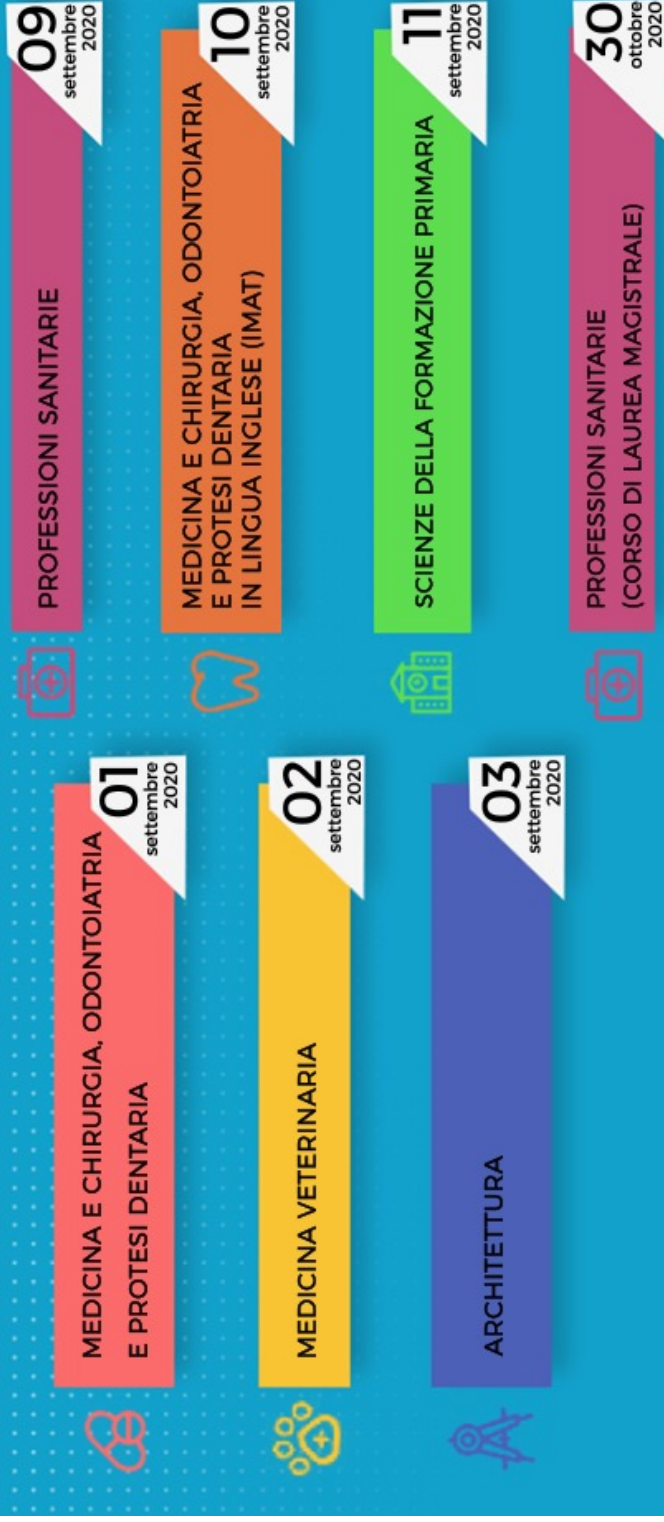 MEDICINA E CHIRURGIA, ODONTOIATRIA
E PROTESI DENTARIA
01
settembre
2020
MEDICINA VETERINARIA
02
settembre
2020
ARCHITETTURA
03
settembre
2020
PROFESSIONI SANITARIE
09
settembre
2020
MEDICINA E CHIRURGIA, ODONTOIATRIA
E PROTESI DENTARIA
IN LINGUA INGLESE (IMAT)
10
settembre
2020
SCIENZE DELLA FORMAZIONE PRIMARIA
11
settembre
2020
PROFESSIONI SANITARIE
(CORSO DI LAUREA MAGISTRALE)
30
ottobre
2020